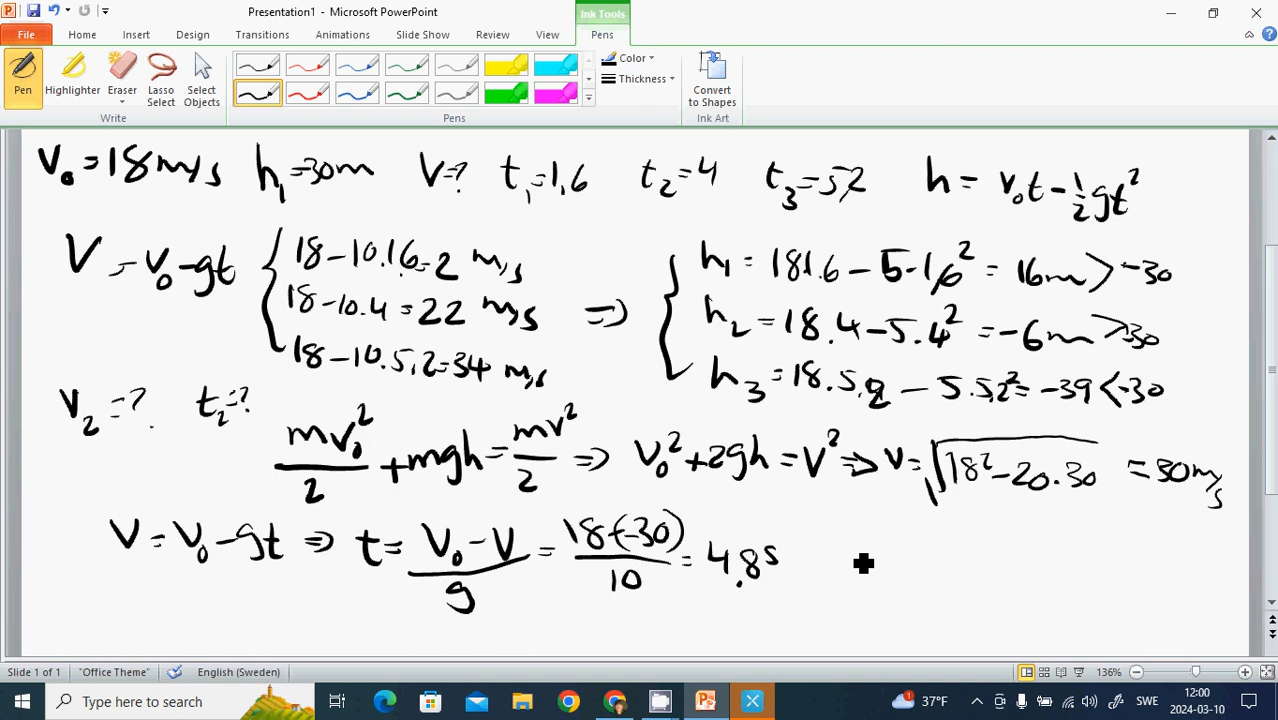 Presentation1 - Microsoft PowerPoint
Ink Tools
File Home Insert Design Transitions Animations Slide Show Review View Pens
Pen Highlighter Eraser Lasso Select Select Objects
Color
Thickness
Convert to Shapes
Write Pens Ink Art
v₀=18m/s h₁=30m V=? t₁=1,6 t₂=4 t₃=5,2 h= v₀t-½gt²
V=v₀-gt
18-10.1,6=2 m/s
18-10.4=22 m/s
18-10.5,2=34 m/s
=>
h₁= 181.6-5-1,6²= 16m>-30
h₂=18.4-5.4²=-6m>30
h₃=18.5,2-5.5,2²=-39<-30
v₂=? t₂=?
mv₀²/2+mgh=mv²/2 => v₀²+2gh=V² => v=√18²-20.30 =30m/s
V=V₀-gt => t=V₀-V/g=18-(-30)/10=4.8s
Slide 1 of 1 "Office Theme" English (Sweden) 136%
Type here to search 37°F SWE 12:00 2024-03-10